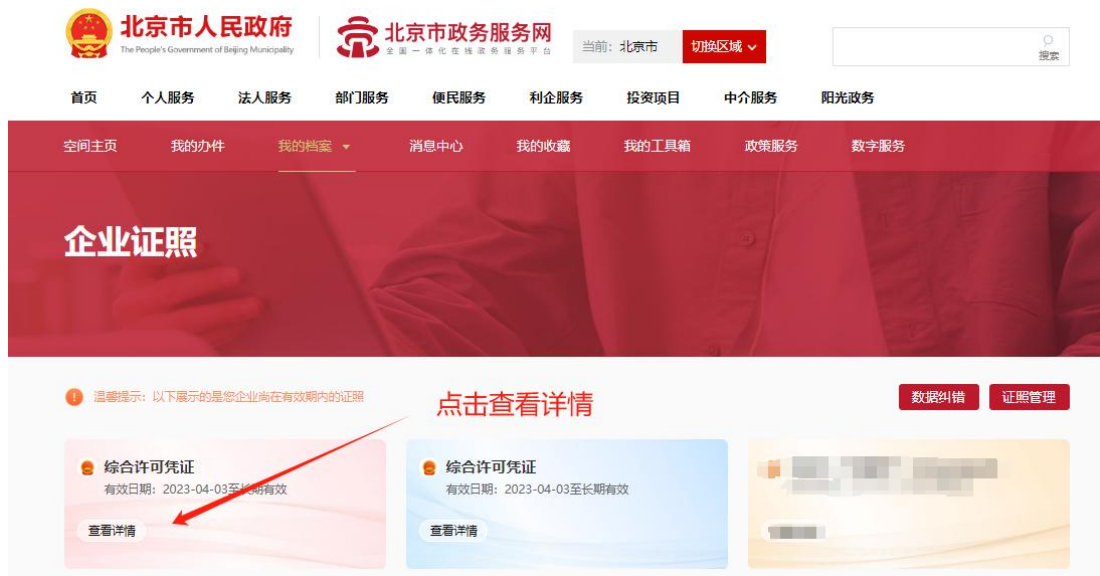 北京市人民政府
The People's Government of Beijing Municipality
北京市政务服务网
全国一体化在线政务服务平台
当前：北京市
切换区域
搜索
首页 个人服务 法人服务 部门服务 便民服务 利企服务 投资项目 中介服务 阳光政务
空间主页 我的办件 我的档案 消息中心 我的收藏 我的工具箱 政策服务 数字服务
企业证照
温馨提示：以下展示的是您企业尚在有效期内的证照
点击查看详情
数据纠错 证照管理
综合许可凭证
有效日期：2023-04-03至长期有效
查看详情
综合许可凭证
有效日期：2023-04-03至长期有效
查看详情